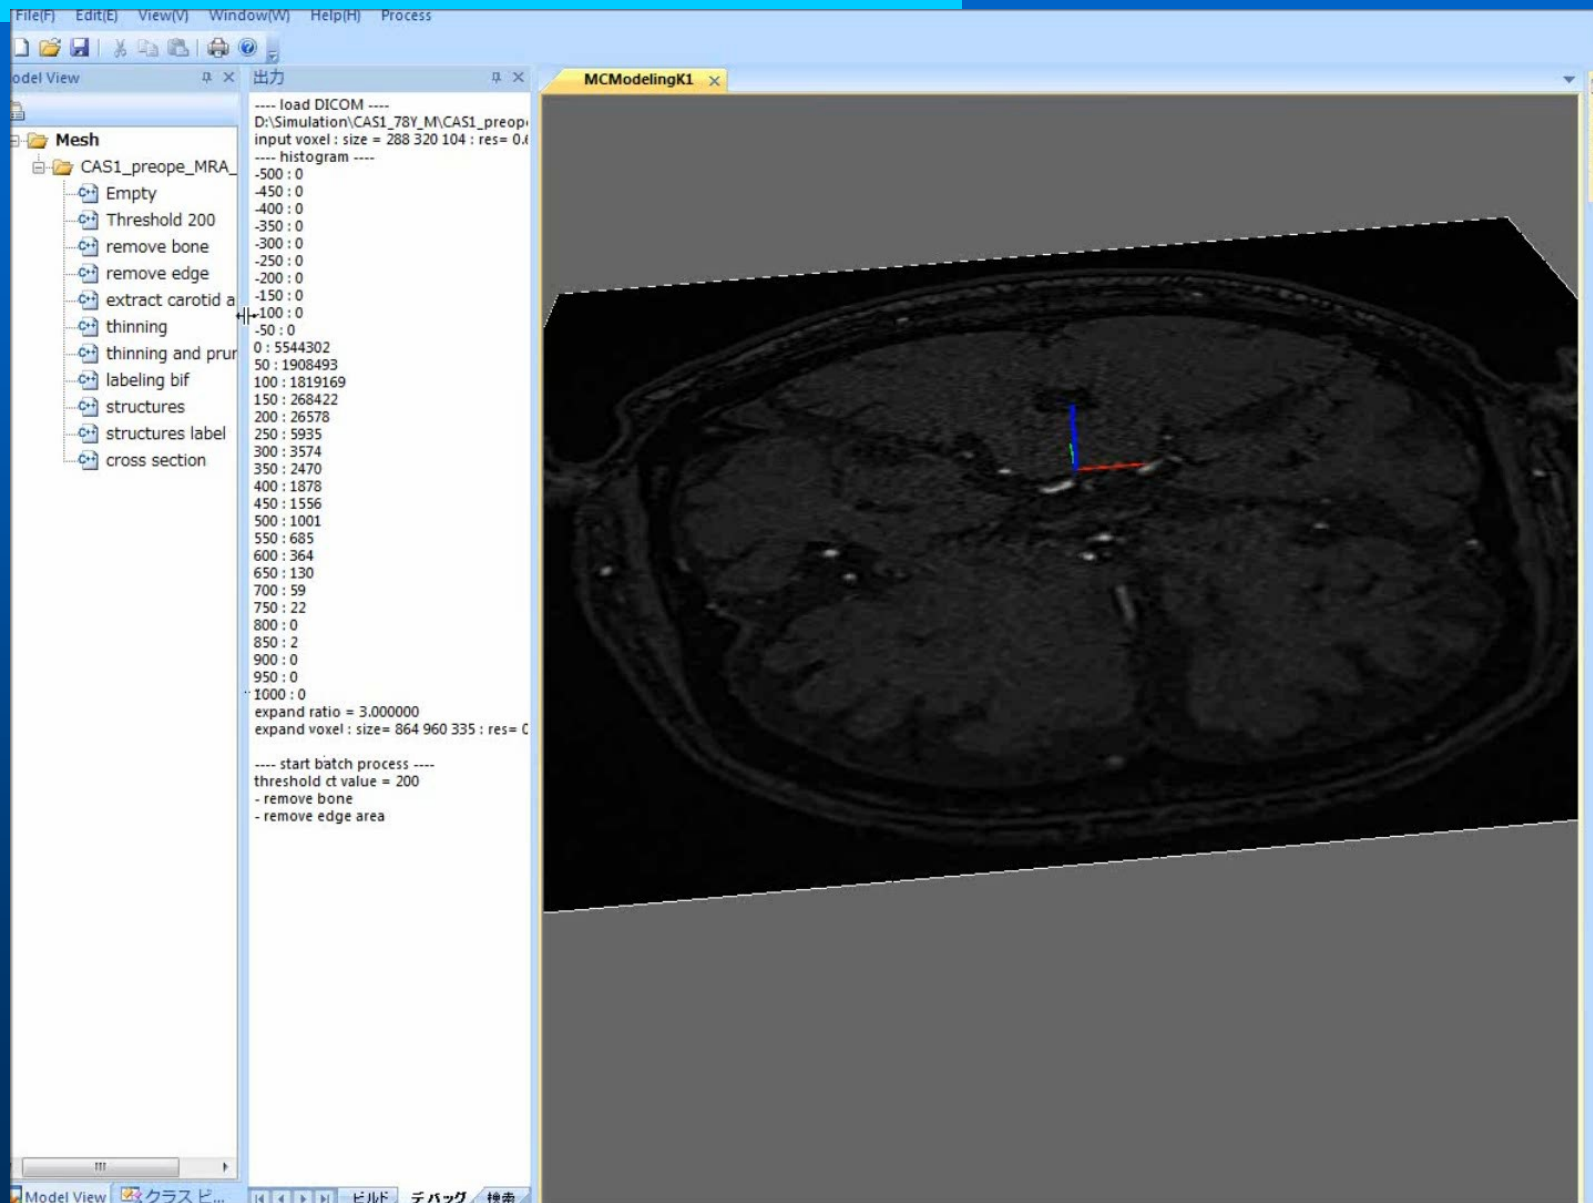 File(F) Edit(E) View(V) Window(W) Help(H) Process
odel View
出力
MCModelingK1
Mesh
CAS1_preope_MRA_
Empty
Threshold 200
remove bone
remove edge
extract carotid a
thinning
thinning and prur
labeling bif
structures
structures label
cross section
---- load DICOM ----
D:\Simulation\CAS1_78Y_M\CAS1_preop
input voxel : size = 288 320 104 : res= 0.
---- histogram ----
-500 : 0
-450 : 0
-400 : 0
-350 : 0
-300 : 0
-250 : 0
-200 : 0
-150 : 0
-100 : 0
-50 : 0
0 : 5544302
50 : 1908493
100 : 1819169
150 : 268422
200 : 26578
250 : 5935
300 : 3574
350 : 2470
400 : 1878
450 : 1556
500 : 1001
550 : 685
600 : 364
650 : 130
700 : 59
750 : 22
800 : 0
850 : 2
900 : 0
950 : 0
1000 : 0
expand ratio = 3.000000
expand voxel : size= 864 960 335 : res=
---- start batch process ----
threshold ct value = 200
- remove bone
- remove edge area
Model View クラス ビ...
ビルド デバッグ 検索